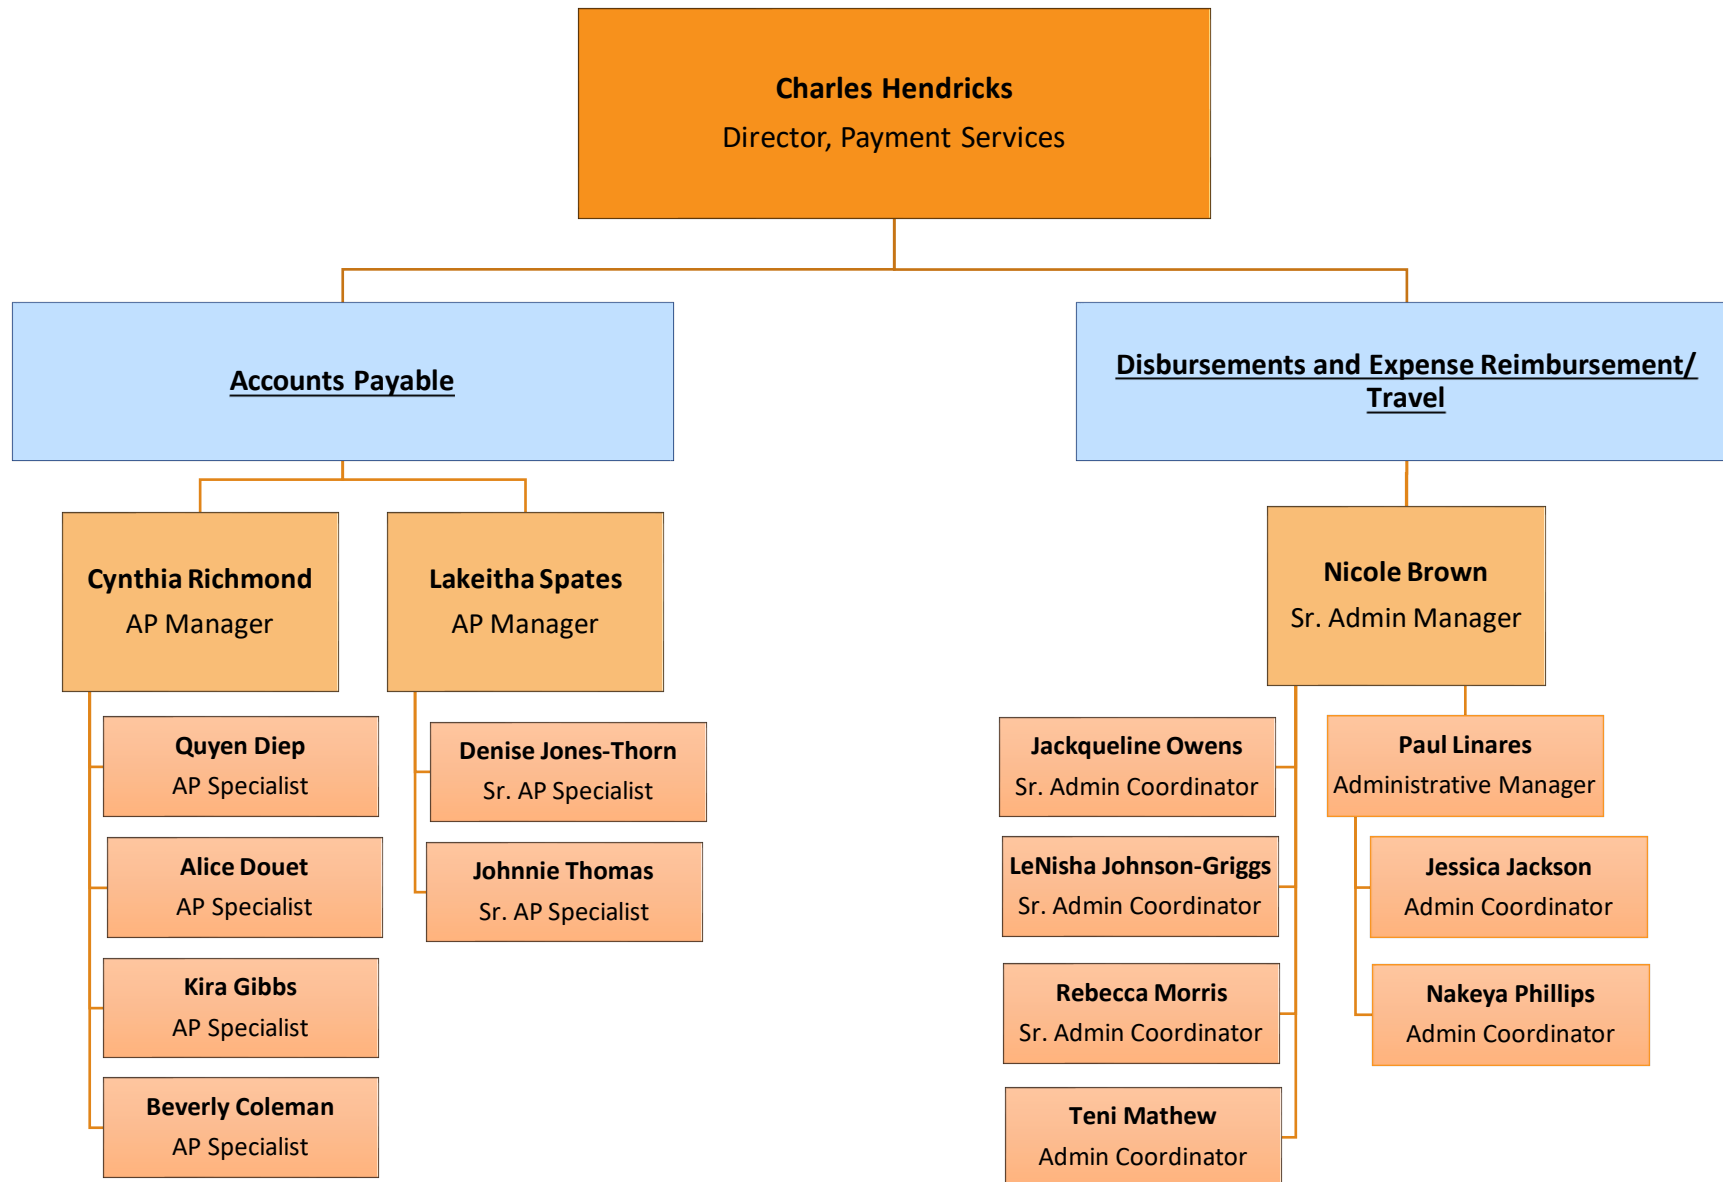 Charles Hendricks
Director, Payment Services
Accounts Payable
Disbursements and Expense Reimbursement/
Travel
Cynthia Richmond
AP Manager
Lakeitha Spates
AP Manager
Nicole Brown
Sr. Admin Manager
Quyen Diep
AP Specialist
Alice Douet
AP Specialist
Kira Gibbs
AP Specialist
Beverly Coleman
AP Specialist
Denise Jones-Thorn
Sr. AP Specialist
Johnnie Thomas
Sr. AP Specialist
Jackqueline Owens
Sr. Admin Coordinator
LeNisha Johnson-Griggs
Sr. Admin Coordinator
Rebecca Morris
Sr. Admin Coordinator
Teni Mathew
Admin Coordinator
Paul Linares
Administrative Manager
Jessica Jackson
Admin Coordinator
Nakeya Phillips
Admin Coordinator